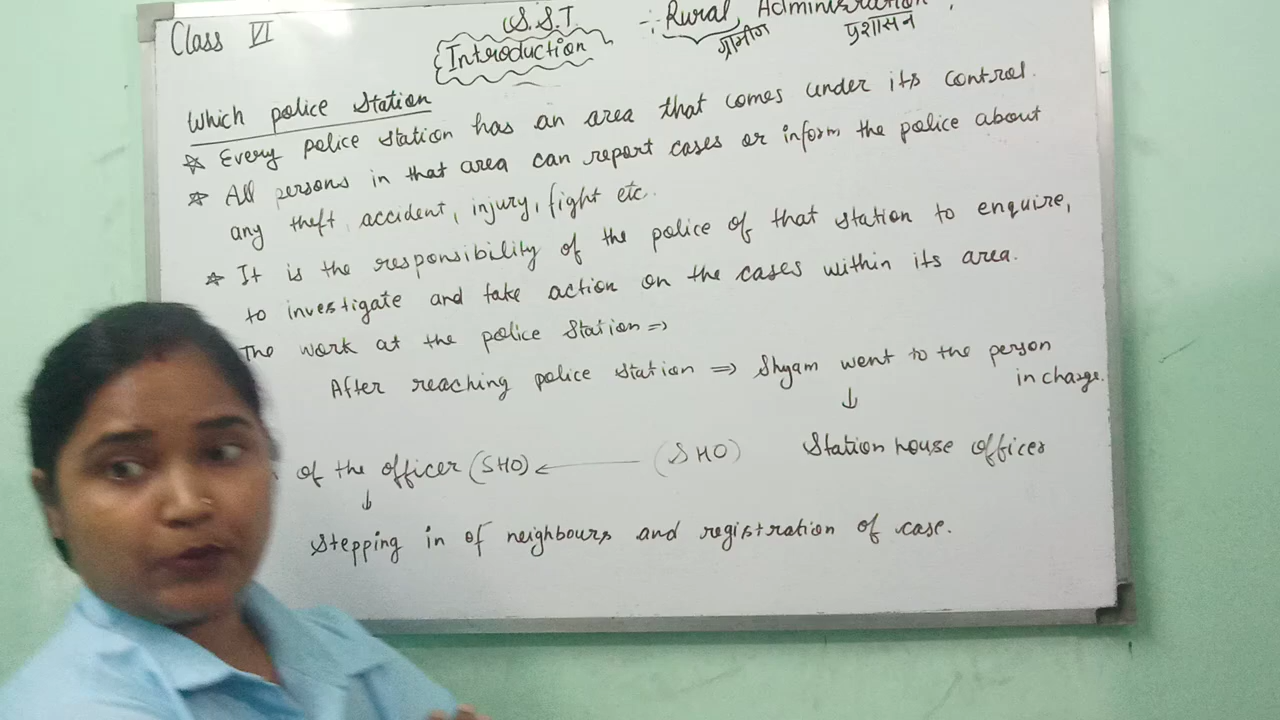 Class VI
S.S.T
Introduction
-: Rural Administration
ग्रामीण प्रशासन
Which police Station
☆ Every police station has an area that comes under its control.
☆ All persons in that area can report cases or inform the police about
any theft, accident, injury, fight etc.
☆ It is the responsibility of the police of that station to enquire,
to investigate and take action on the cases within its area.
The work at the police Station ⇒
After reaching police station ⇒ Shyam went to the person
in charge.
↓
of the officer (SHO) ← (SHO) Station house officer
↓
Stepping in of neighbours and registration of case.